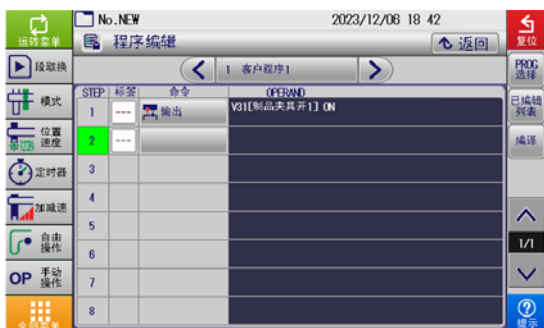 No.NEW 2023/12/06 18 42
运转菜单
程序编辑
返回
复位
段取换
1 客户程序1
PROG
选择
STEP 标签 命令 OPERAND
模式
1 --- 输出 V31[制品夹具开1] ON
已编辑
列表
位置
速度
2 ---
编译
定时器
3
加减速
4
5
自由
操作
1/1
6
OP 手动
操作
7
8
全部菜单
提示